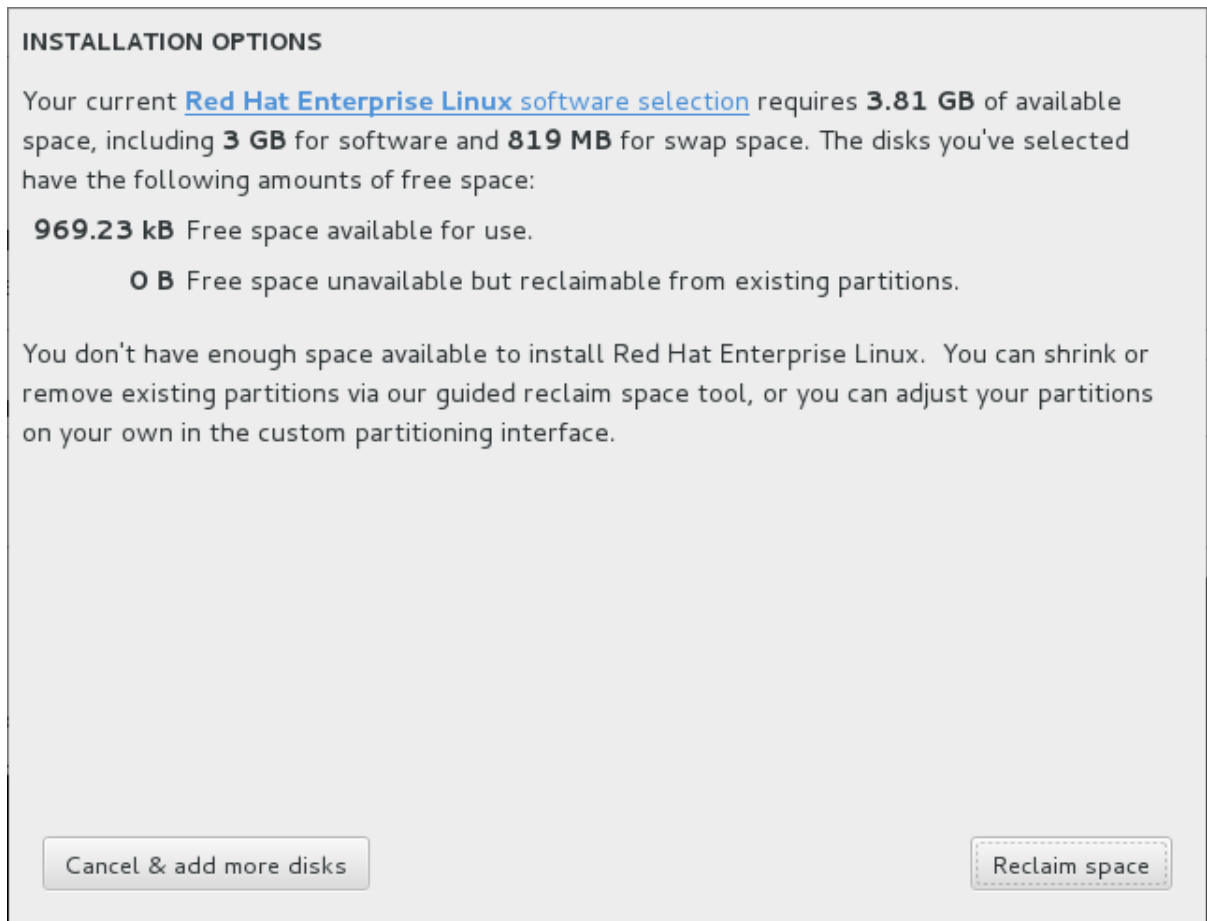 INSTALLATION OPTIONS
Your current Red Hat Enterprise Linux software selection requires 3.81 GB of available
space, including 3 GB for software and 819 MB for swap space. The disks you've selected
have the following amounts of free space:
969.23 kB Free space available for use.
0 B Free space unavailable but reclaimable from existing partitions.
You don't have enough space available to install Red Hat Enterprise Linux.  You can shrink or
remove existing partitions via our guided reclaim space tool, or you can adjust your partitions
on your own in the custom partitioning interface.
Cancel & add more disks
Reclaim space